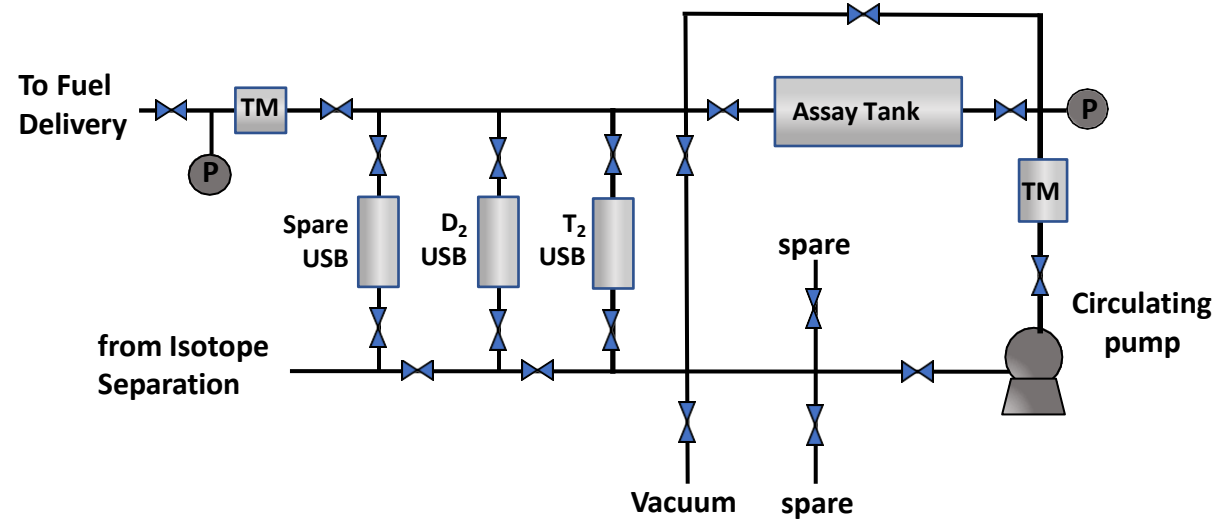 To Fuel
Delivery
TM
P
Assay Tank
P
TM
Spare
USB
D₂
USB
T₂
USB
spare
Circulating
pump
from Isotope
Separation
Vacuum
spare